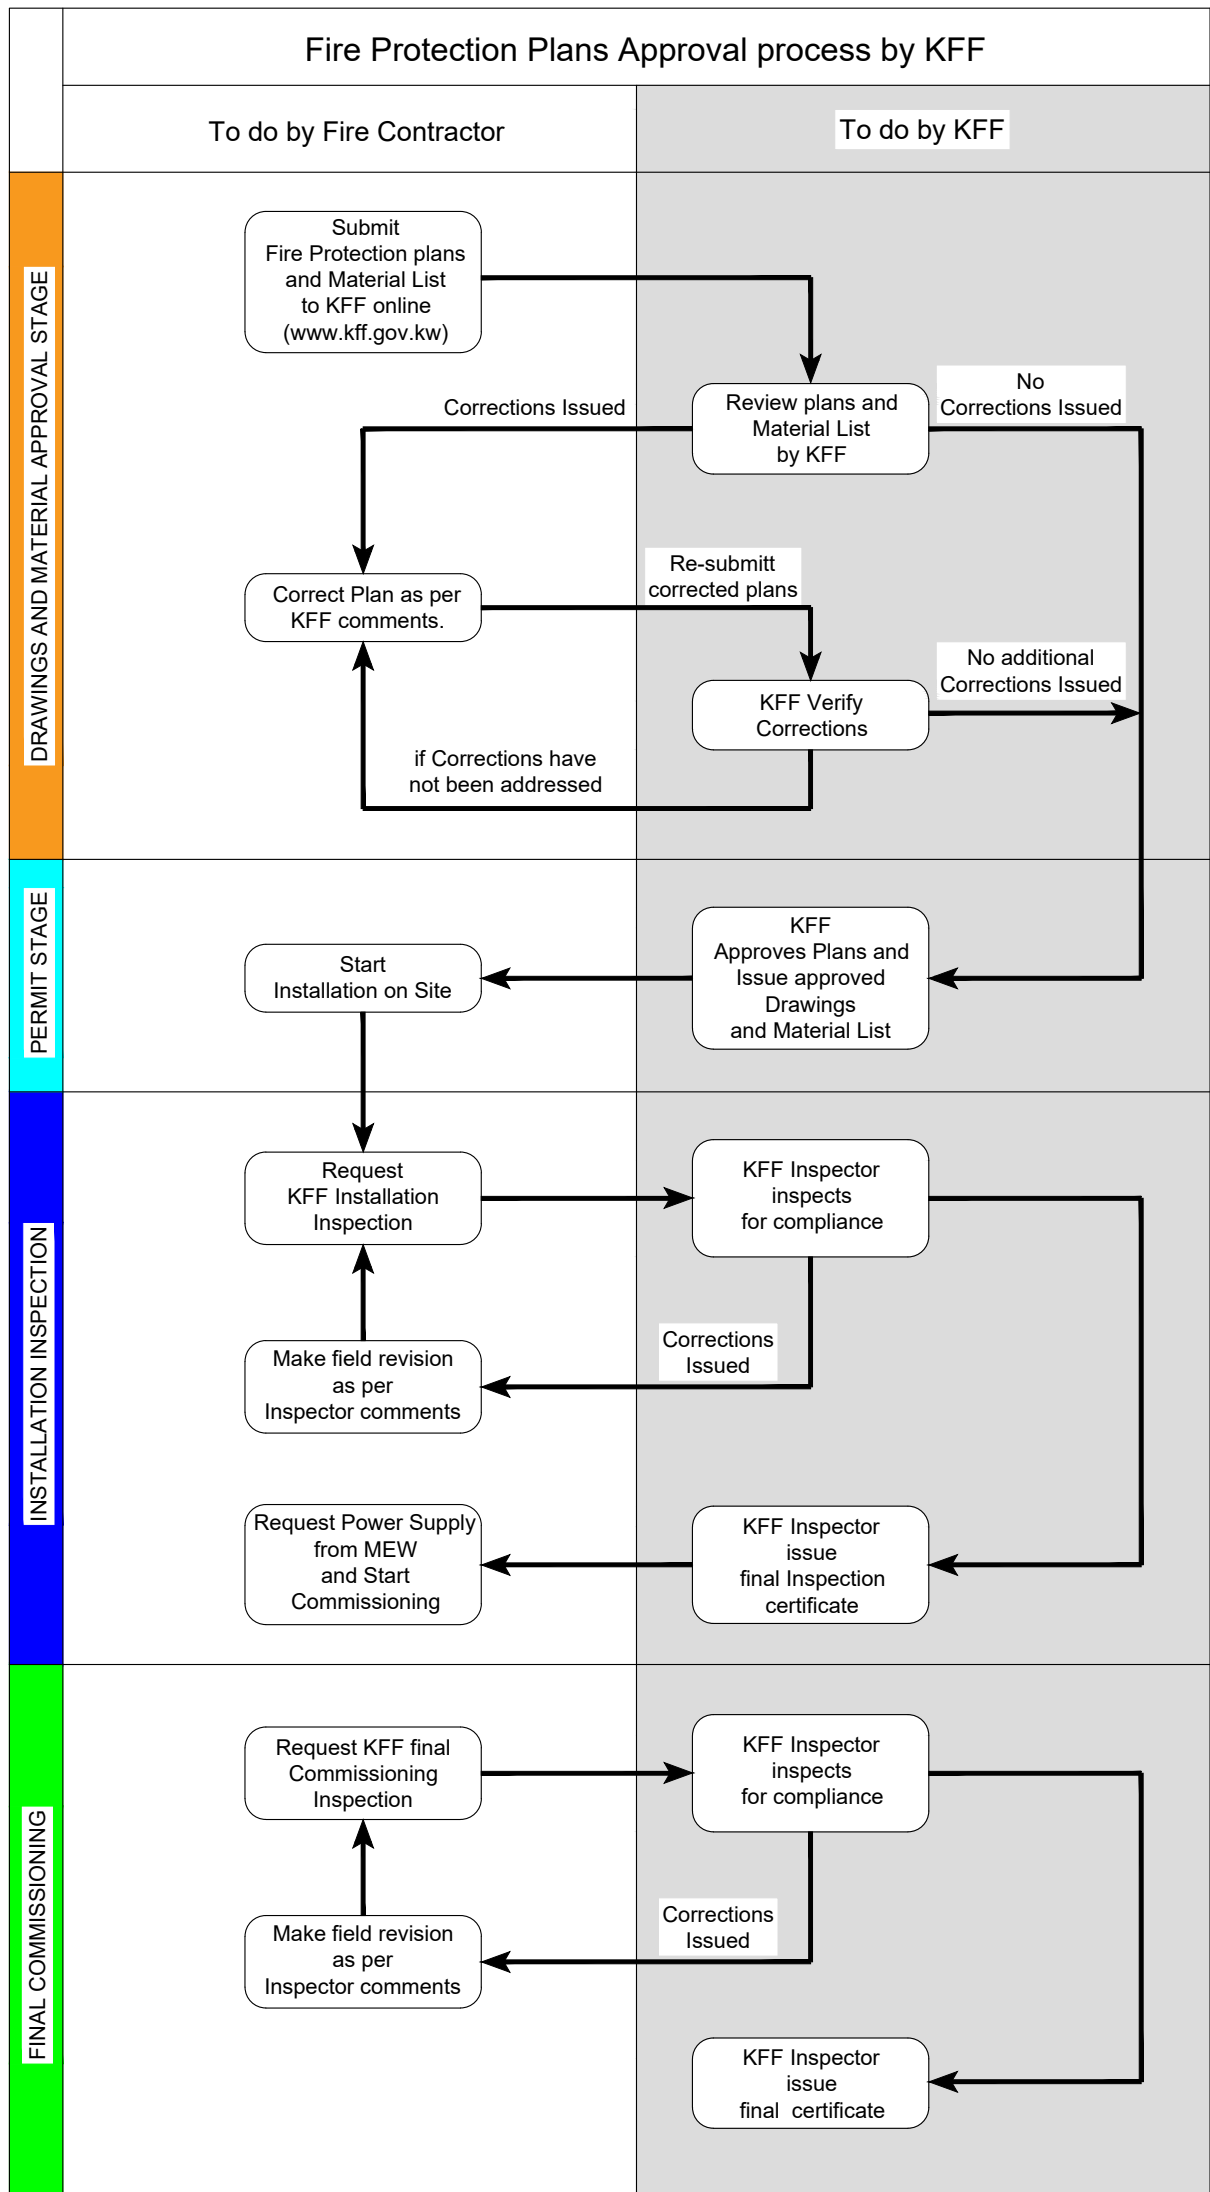 Fire Protection Plans Approval process by KFF
To do by Fire Contractor
To do by KFF
DRAWINGS AND MATERIAL APPROVAL STAGE
Submit
Fire Protection plans
and Material List
to KFF online
(www.kff.gov.kw)
Review plans and
Material List
by KFF
No
Corrections Issued
Corrections Issued
Correct Plan as per
KFF comments.
Re-submitt
corrected plans
KFF Verify
Corrections
No additional
Corrections Issued
if Corrections have
not been addressed
PERMIT STAGE
KFF
Approves Plans and
Issue approved
Drawings
and Material List
Start
Installation on Site
INSTALLATION INSPECTION
Request
KFF Installation
Inspection
KFF Inspector
inspects
for compliance
Corrections
Issued
Make field revision
as per
Inspector comments
KFF Inspector
issue
final Inspection
certificate
Request Power Supply
from MEW
and Start
Commissioning
FINAL COMMISSIONING
Request KFF final
Commissioning
Inspection
KFF Inspector
inspects
for compliance
Corrections
Issued
Make field revision
as per
Inspector comments
KFF Inspector
issue
final  certificate